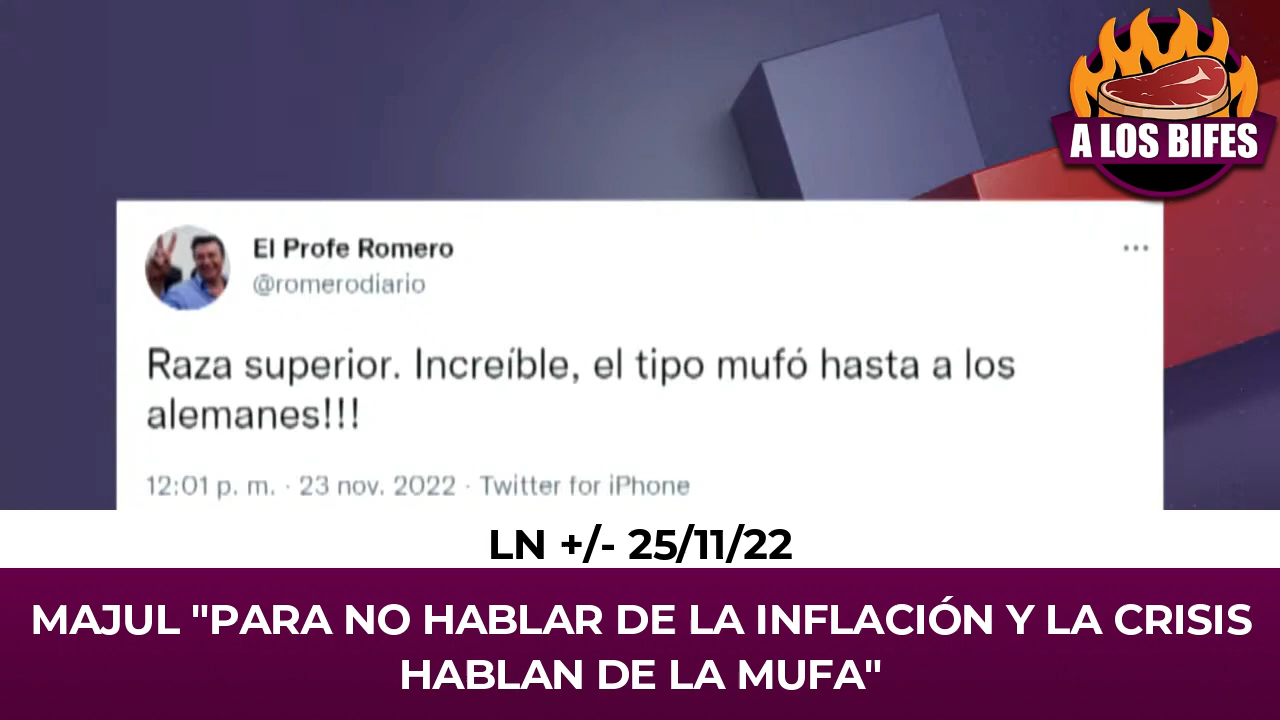 A LOS BIFES
El Profe Romero
@romerodiario
Raza superior. Increíble, el tipo mufó hasta a los
alemanes!!!
12:01 p. m. · 23 nov. 2022 · Twitter for iPhone
LN +/- 25/11/22
MAJUL "PARA NO HABLAR DE LA INFLACIÓN Y LA CRISIS
HABLAN DE LA MUFA"